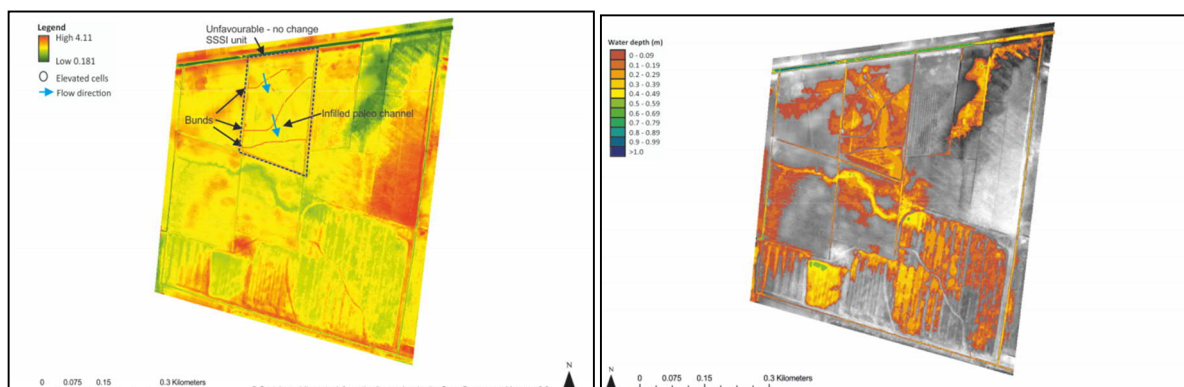 Legend
High 4.11
Low 0.181
Elevated cells
Flow direction
Unfavourable - no change
SSSI unit
Bunds
Infilled paleo channel
0 0.075 0.15 0.3 Kilometers
N
Water depth (m)
0 - 0.09
0.1 - 0.19
0.2 - 0.29
0.3 - 0.39
0.4 - 0.49
0.5 - 0.59
0.6 - 0.69
0.7 - 0.79
0.8 - 0.89
0.9 - 0.99
>1.0
N
0 0.075 0.15 0.3 Kilometers